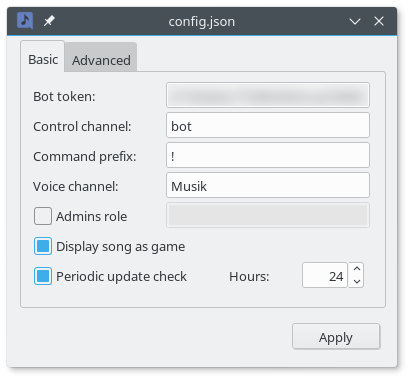 config.json
Basic
Advanced
Bot token:
Control channel: bot
Command prefix: !
Voice channel: Musik
Admins role
Display song as game
Periodic update check Hours: 24
Apply